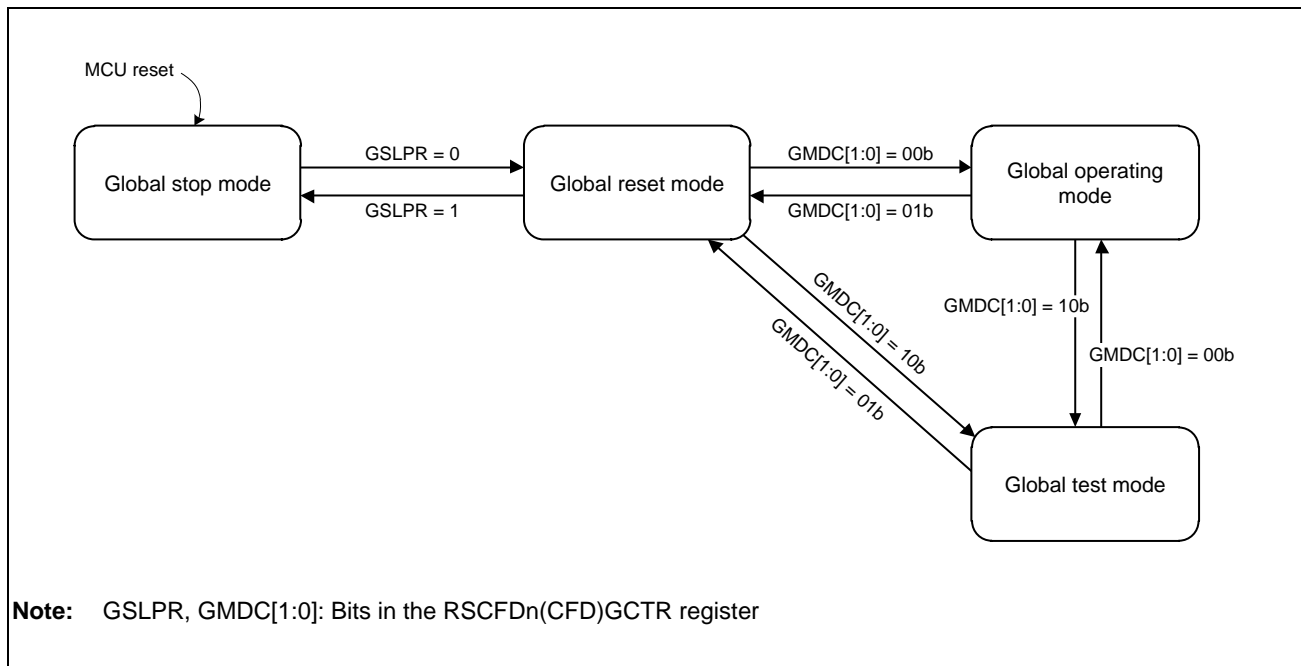 MCU reset
Global stop mode
GSLPR = 0
GSLPR = 1
Global reset mode
GMDC[1:0] = 00b
GMDC[1:0] = 01b
Global operating
mode
GMDC[1:0] = 10b
GMDC[1:0] = 01b
GMDC[1:0] = 10b
GMDC[1:0] = 00b
Global test mode
Note: GSLPR, GMDC[1:0]: Bits in the RSCFDn(CFD)GCTR register